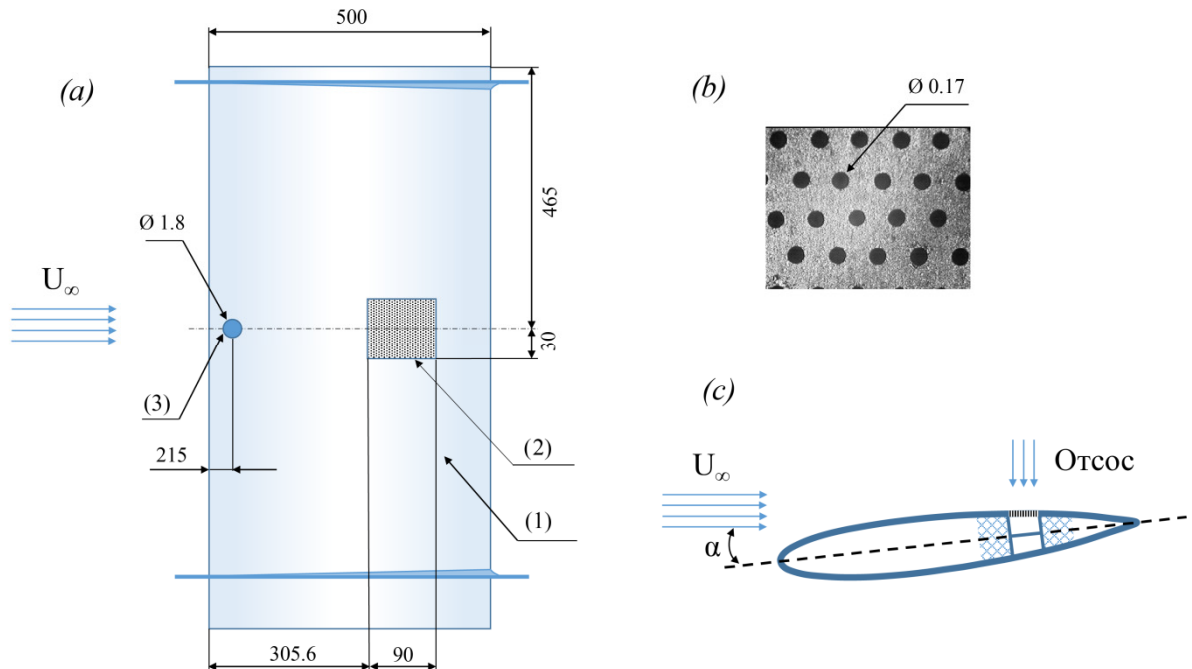 500
(a)
465
Ø 1.8
U∞
30
(3)
(2)
215
(1)
305.6
90
(b)
Ø 0.17
(c)
U∞
Отсос
α